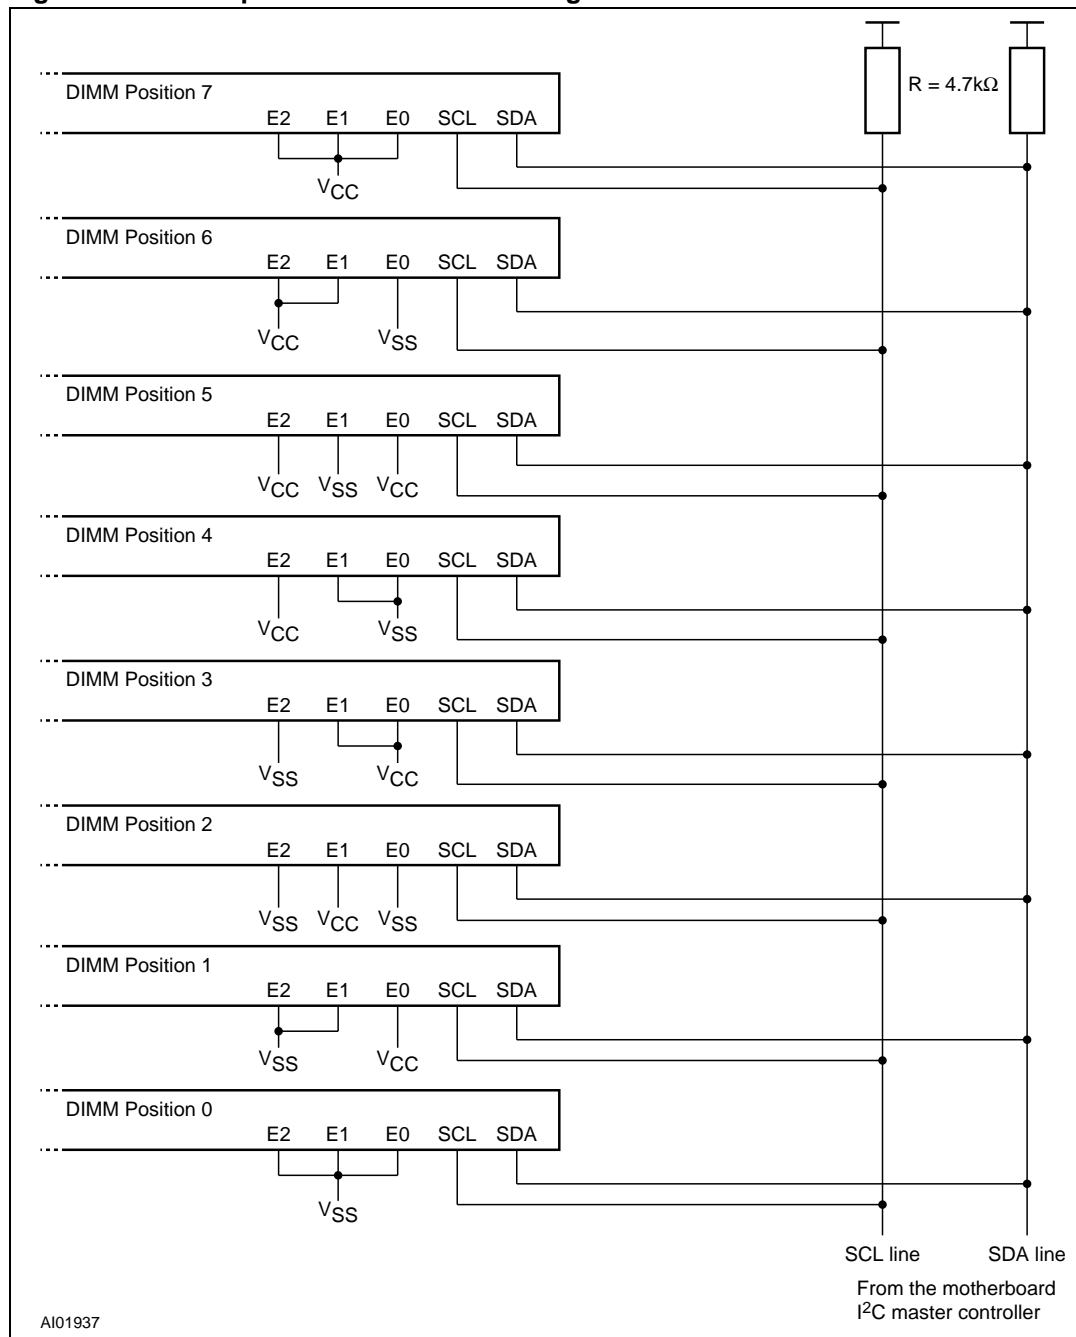 R = 4.7kΩ
DIMM Position 7
E2 E1 E0 SCL SDA
VCC
DIMM Position 6
E2 E1 E0 SCL SDA
VCC VSS
DIMM Position 5
E2 E1 E0 SCL SDA
VCC VSS VCC
DIMM Position 4
E2 E1 E0 SCL SDA
VCC VSS
DIMM Position 3
E2 E1 E0 SCL SDA
VSS VCC
DIMM Position 2
E2 E1 E0 SCL SDA
VSS VCC VSS
DIMM Position 1
E2 E1 E0 SCL SDA
VSS VCC
DIMM Position 0
E2 E1 E0 SCL SDA
VSS
SCL line SDA line
From the motherboard
I2C master controller
AI01937